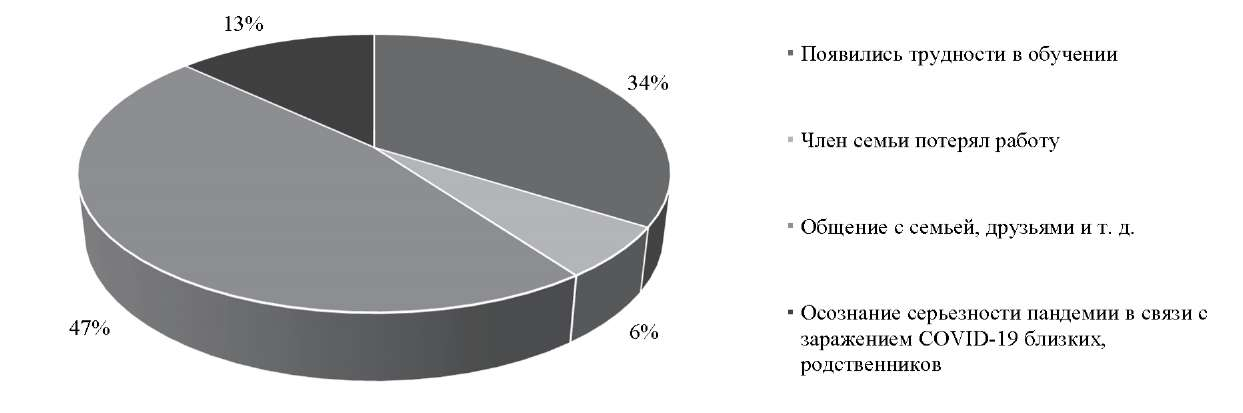 13%
34%
47%
6%
Появились трудности в обучении
Член семьи потерял работу
Общение с семьей, друзьями и т. д.
Осознание серьезности пандемии в связи с
заражением COVID-19 близких,
родственников